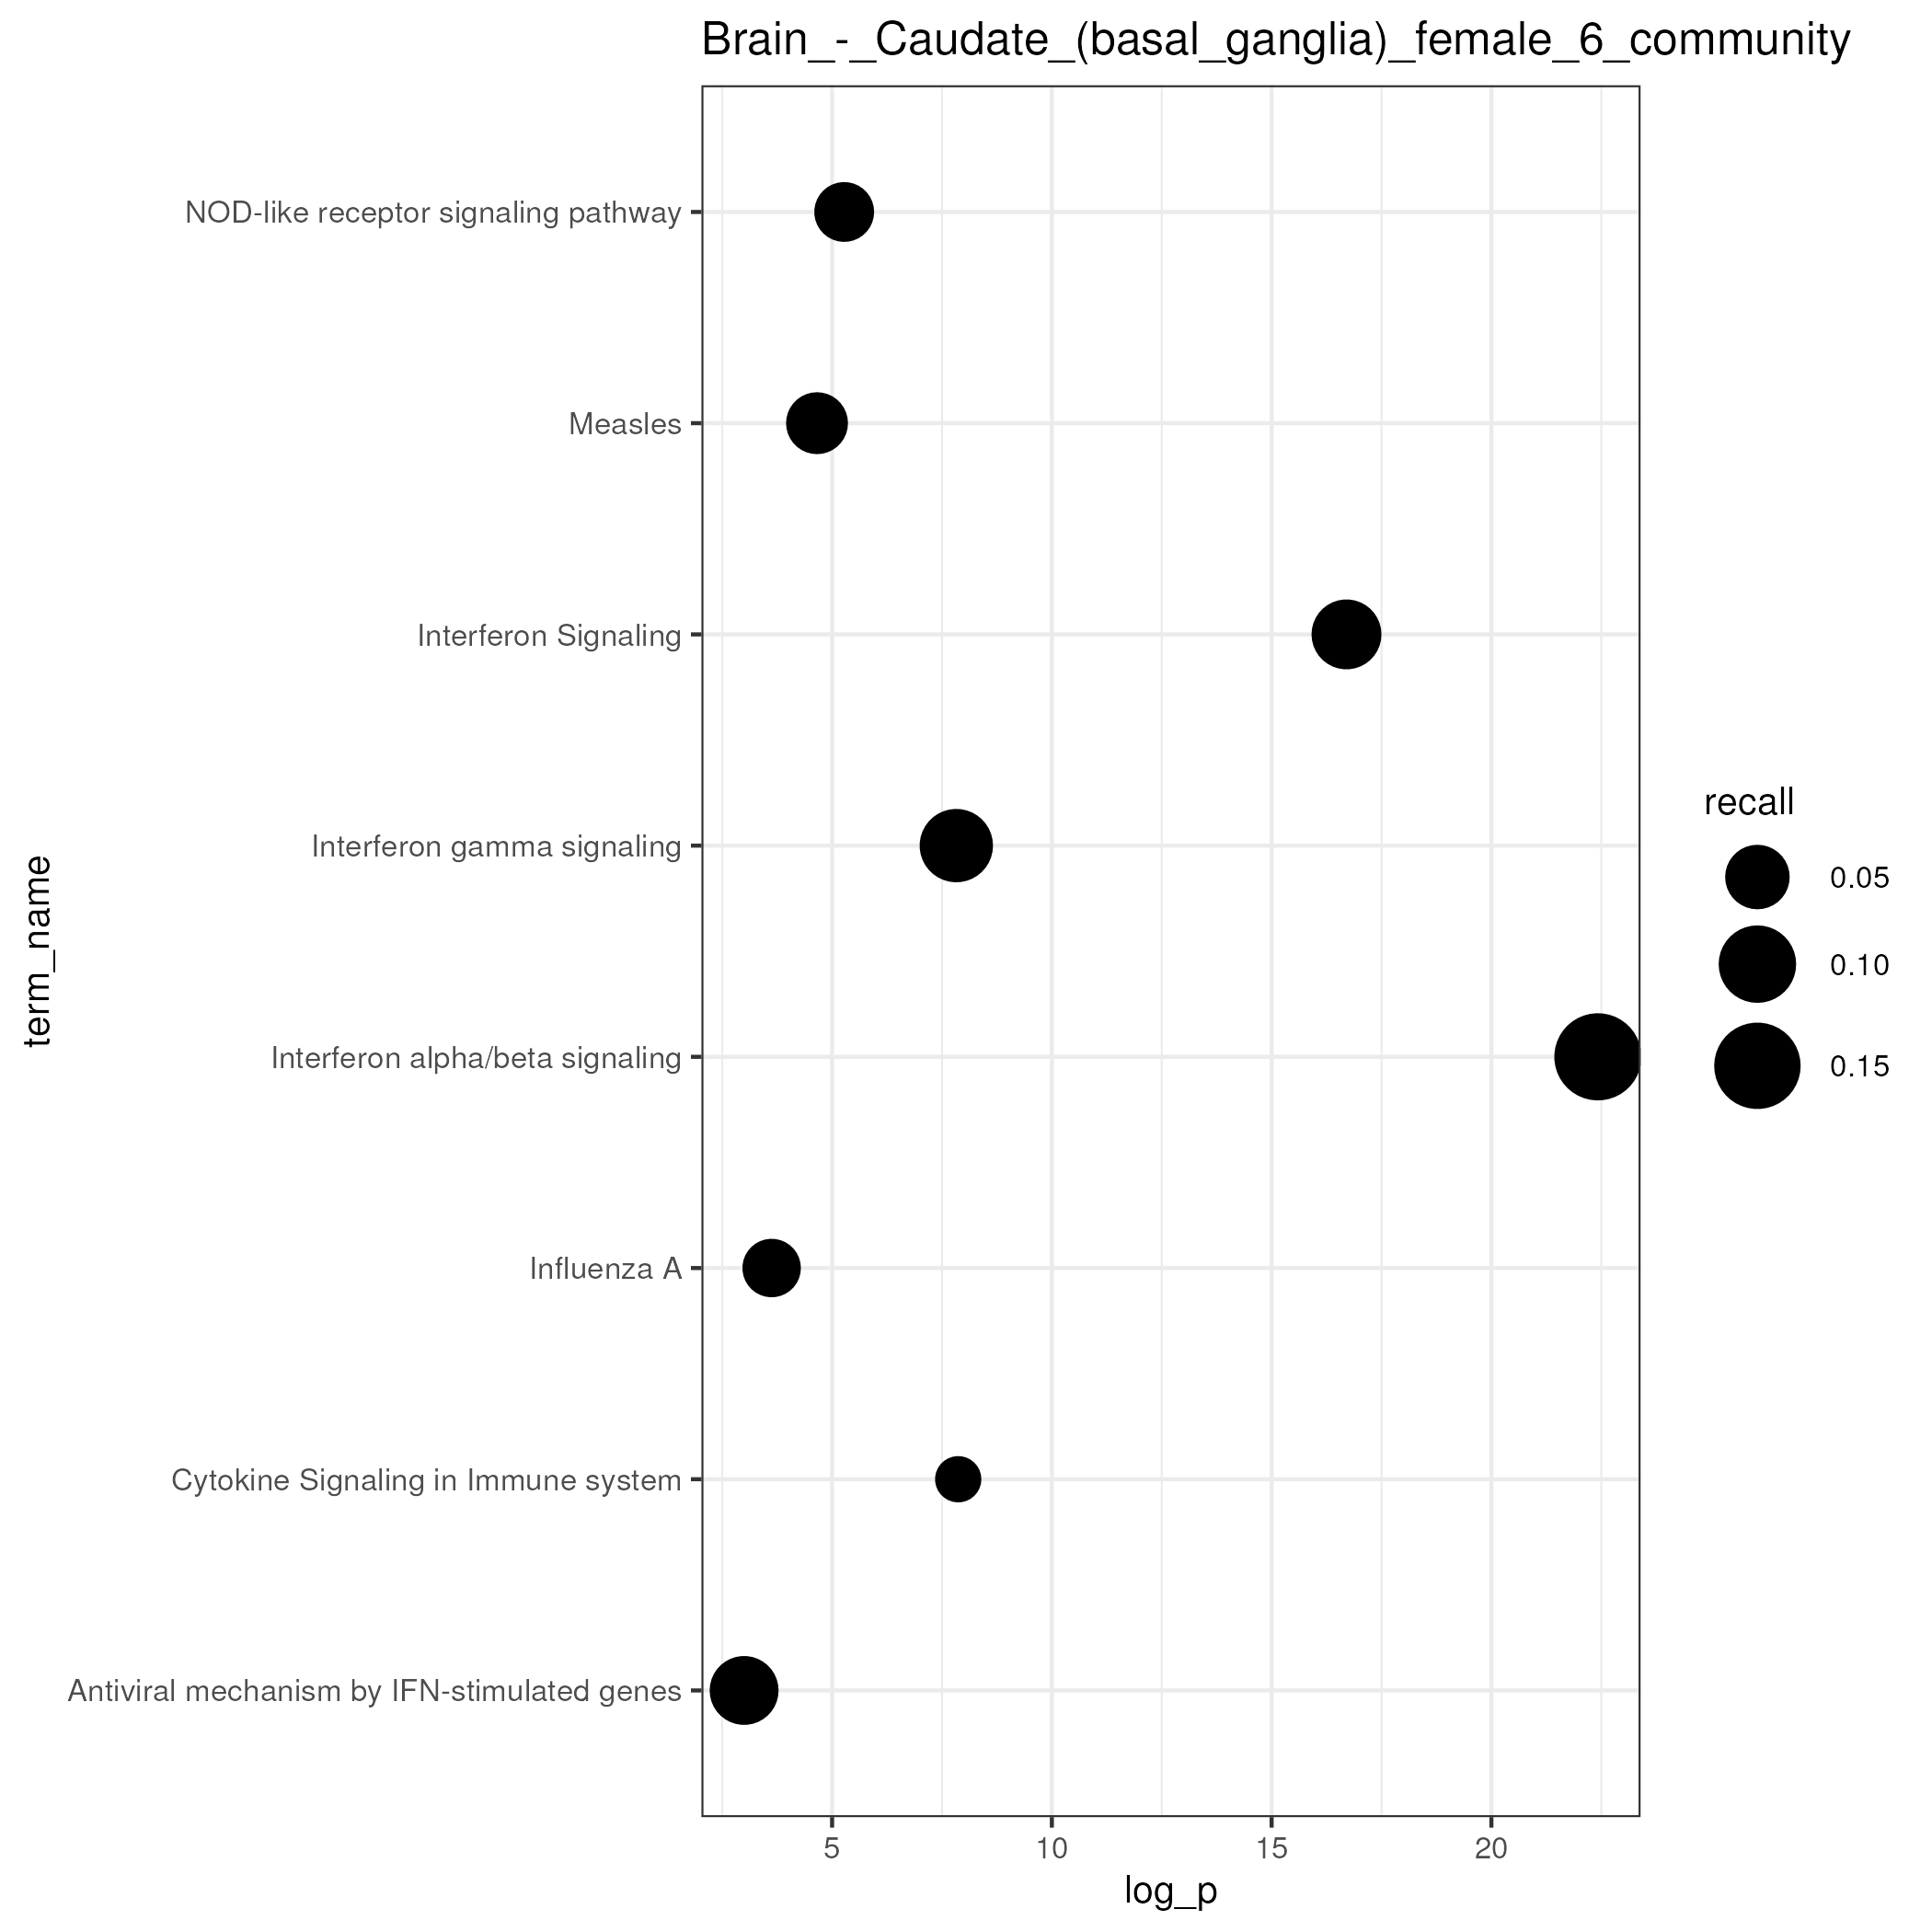 Brain_-_Caudate_(basal_ganglia)_female_6_community
NOD-like receptor signaling pathway
Measles
Interferon Signaling
Interferon gamma signaling
Interferon alpha/beta signaling
Influenza A
Cytokine Signaling in Immune system
Antiviral mechanism by IFN-stimulated genes
term_name
5 10 15 20
log_p
recall
0.05
0.10
0.15